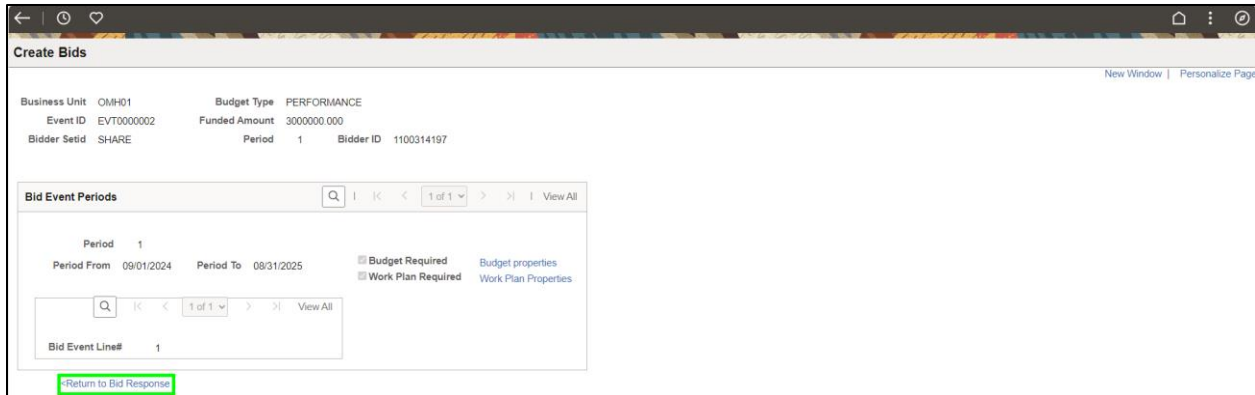 Create Bids
New Window | Personalize Page
Business Unit OMH01 Budget Type PERFORMANCE
Event ID EVT0000002 Funded Amount 3000000.000
Bidder Setid SHARE Period 1 Bidder ID 1100314197
Bid Event Periods 1 of 1 View All
Period 1
Period From 09/01/2024 Period To 08/31/2025 Budget Required Budget properties
Work Plan Required Work Plan Properties
1 of 1 View All
Bid Event Line# 1
<Return to Bid Response